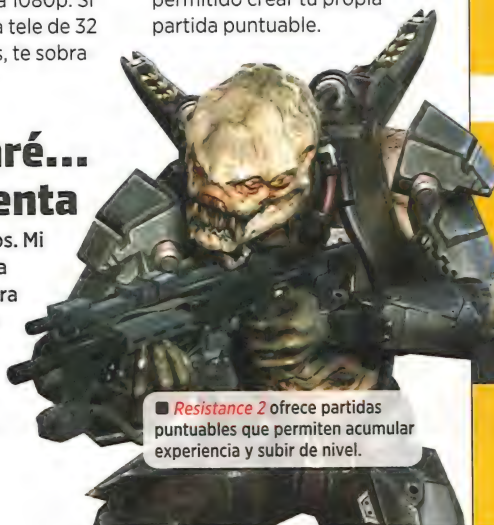 a 1080p. Si
a tele de 32
s, te sobra
permitido crear tu propia
partida puntuable.
aré...
enta
os. Mi
a
ra
■ Resistance 2 ofrece partidas
puntuables que permiten acumular
experiencia y subir de nivel.